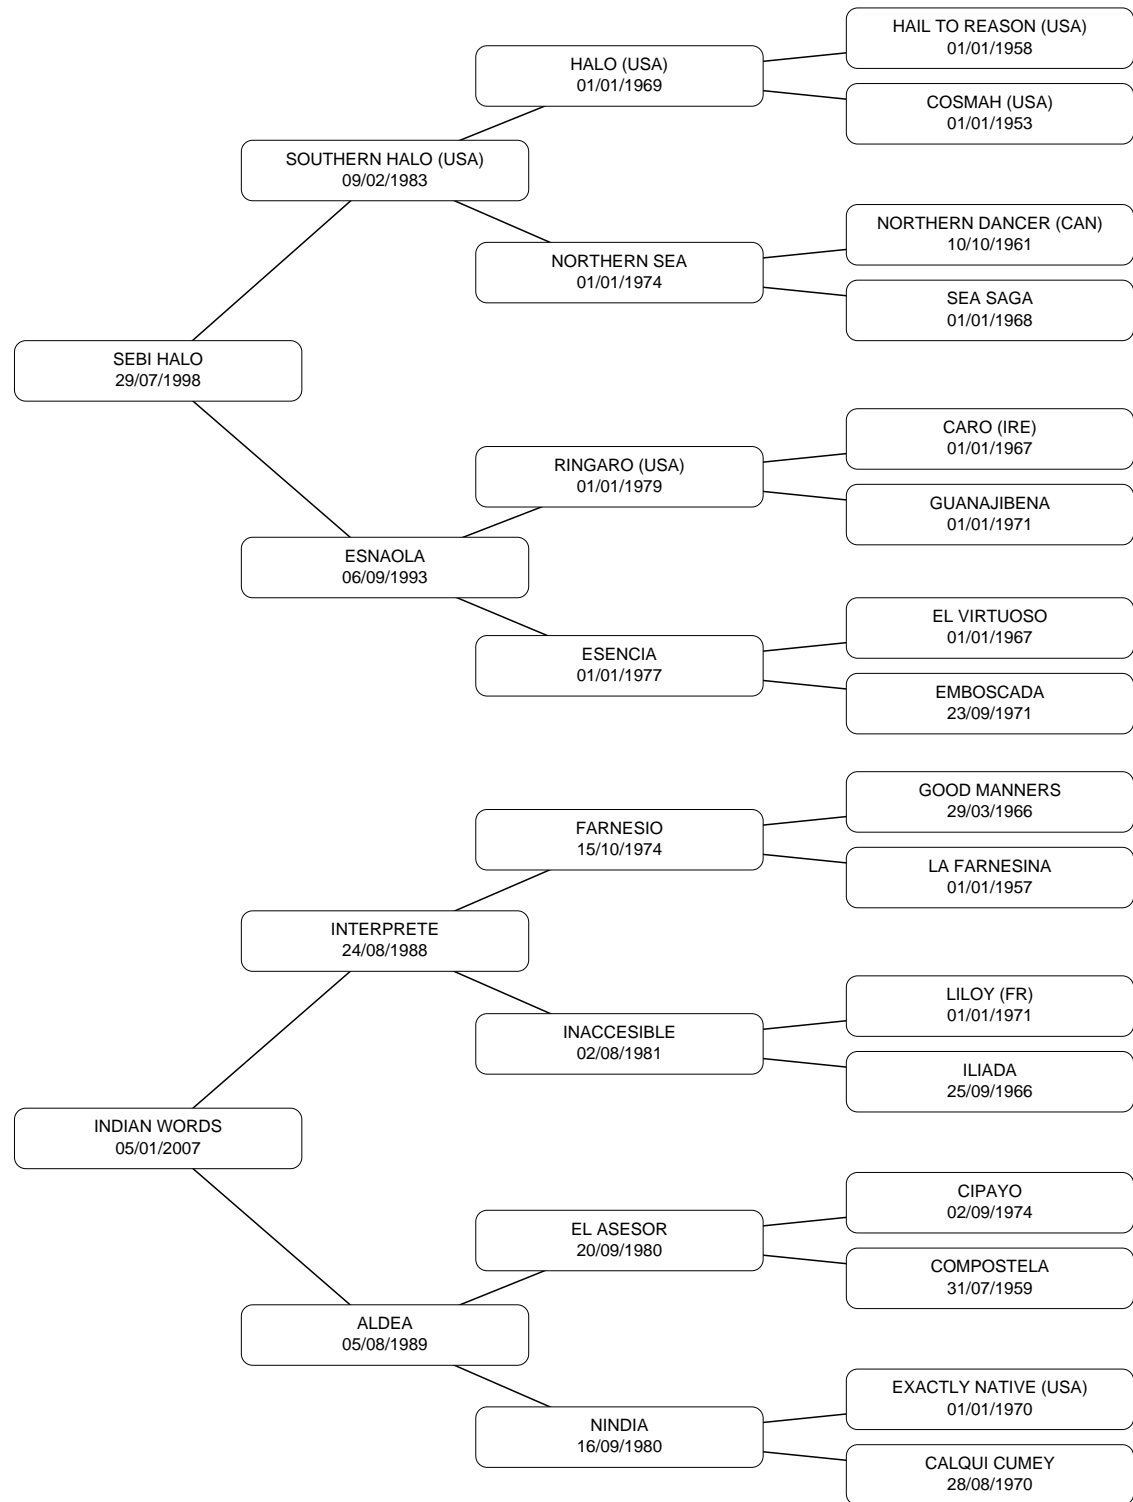 HAIL TO REASON (USA)
01/01/1958
HALO (USA)
01/01/1969
COSMAH (USA)
01/01/1953
SOUTHERN HALO (USA)
09/02/1983
NORTHERN DANCER (CAN)
10/10/1961
NORTHERN SEA
01/01/1974
SEA SAGA
01/01/1968
SEBI HALO
29/07/1998
CARO (IRE)
01/01/1967
RINGARO (USA)
01/01/1979
GUANAJIBENA
01/01/1971
ESNAOLA
06/09/1993
EL VIRTUOSO
01/01/1967
ESENCIA
01/01/1977
EMBOSCADA
23/09/1971
GOOD MANNERS
29/03/1966
FARNESIO
15/10/1974
LA FARNESINA
01/01/1957
INTERPRETE
24/08/1988
LILOY (FR)
01/01/1971
INACCESIBLE
02/08/1981
ILIADA
25/09/1966
INDIAN WORDS
05/01/2007
CIPAYO
02/09/1974
EL ASESOR
20/09/1980
COMPOSTELA
31/07/1959
ALDEA
05/08/1989
EXACTLY NATIVE (USA)
01/01/1970
NINDIA
16/09/1980
CALQUI CUMEY
28/08/1970